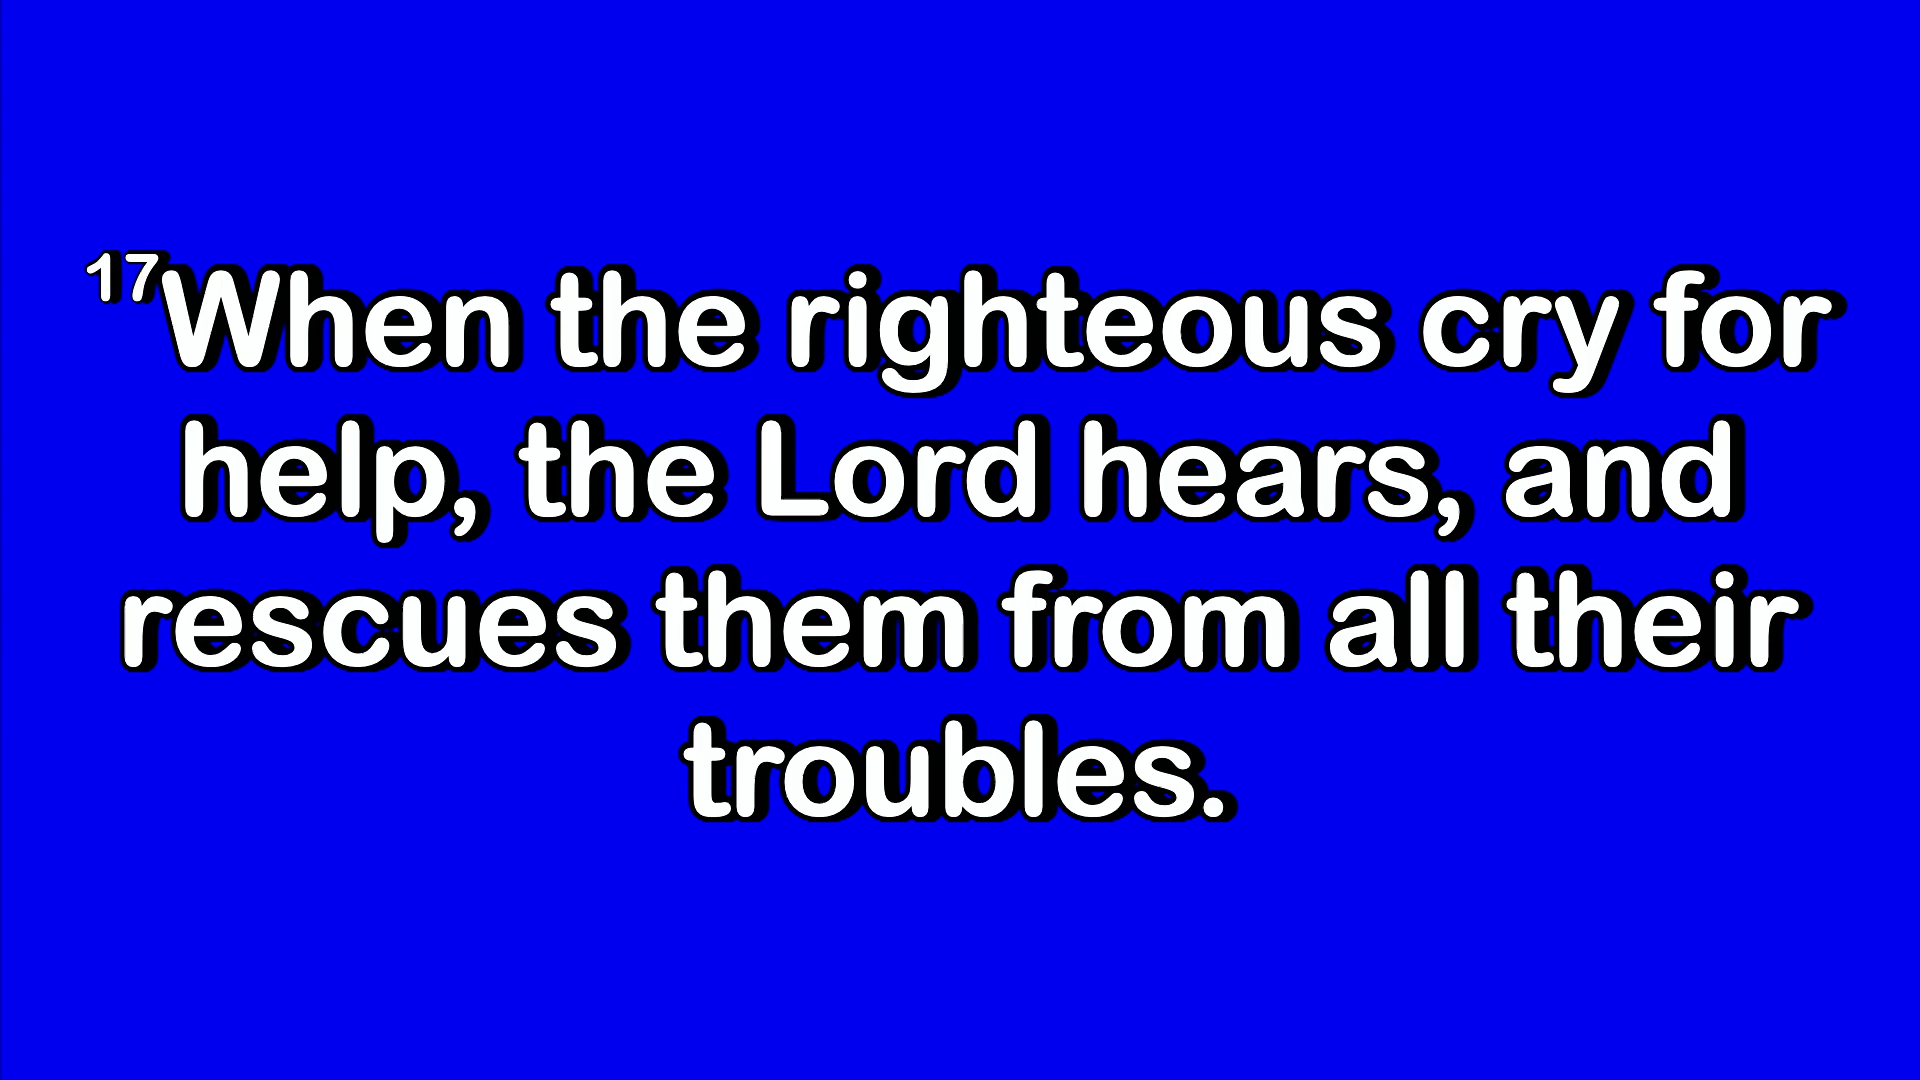 17When the righteous cry for
help, the Lord hears, and
rescues them from all their
troubles.